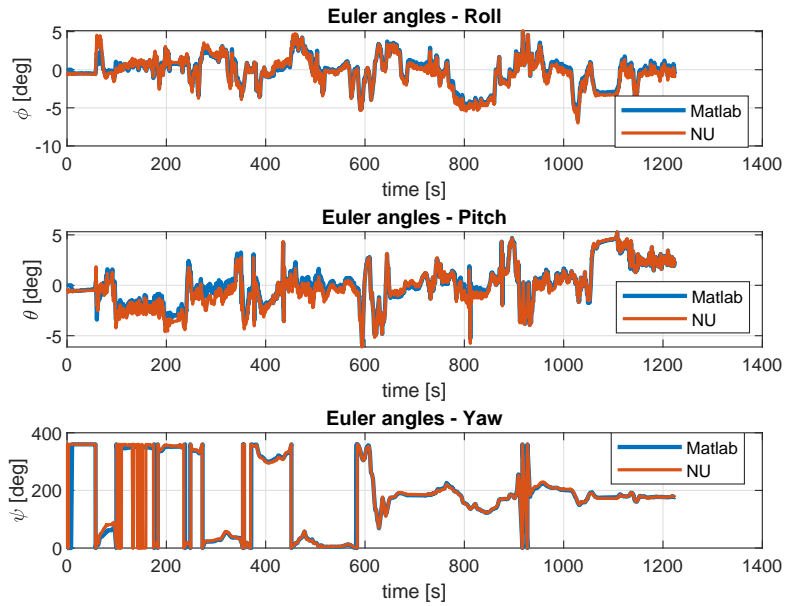 Euler angles - Roll
ϕ [deg]
5
0
-5
-10
0 200 400 600 800 1000 1200 1400
time [s]
Matlab
NU
Euler angles - Pitch
θ [deg]
5
0
-5
0 200 400 600 800 1000 1200 1400
time [s]
Matlab
NU
Euler angles - Yaw
ψ [deg]
400
200
0
0 200 400 600 800 1000 1200 1400
time [s]
Matlab
NU